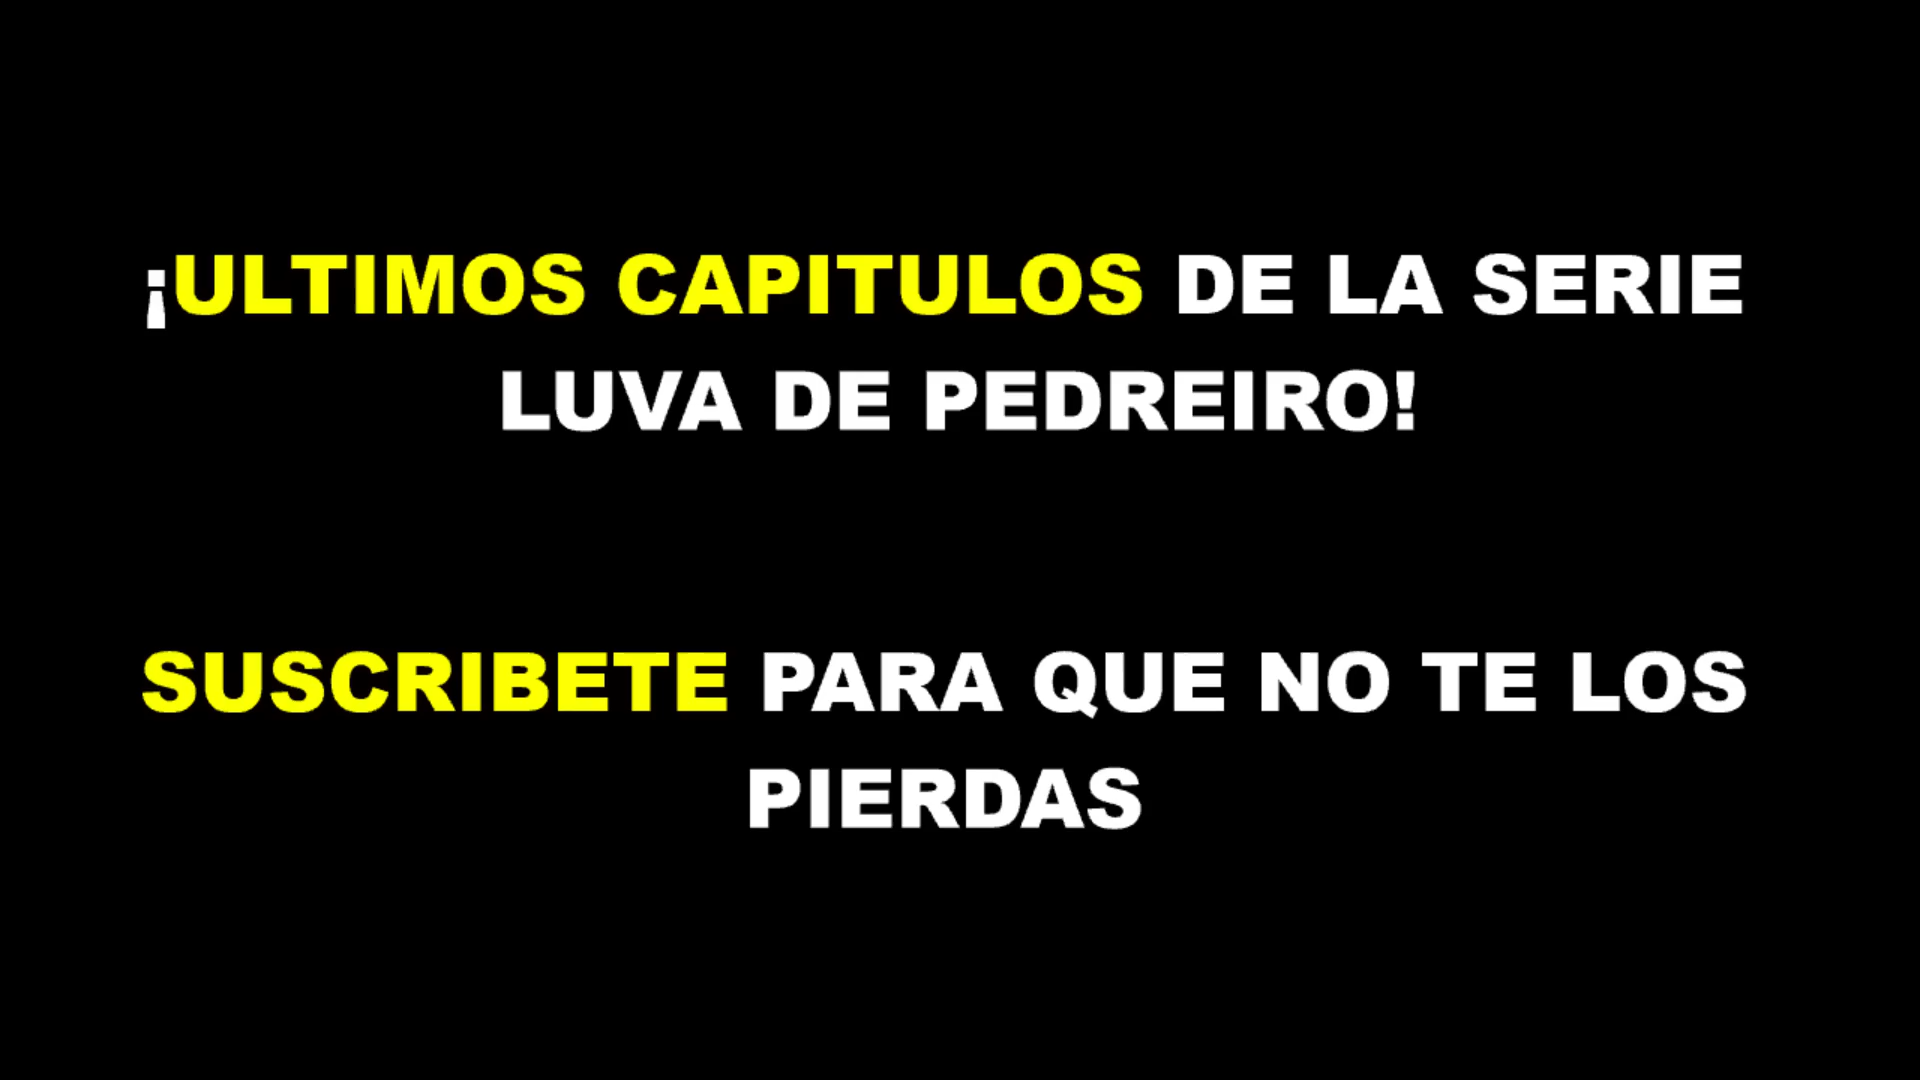 ¡ULTIMOS CAPITULOS DE LA SERIE
LUVA DE PEDREIRO!
SUSCRIBETE PARA QUE NO TE LOS
PIERDAS